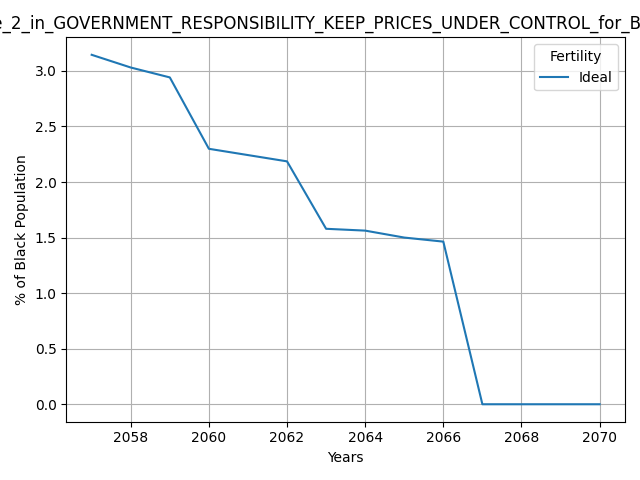 e_2_in_GOVERNMENT_RESPONSIBILITY_KEEP_PRICES_UNDER_CONTROL_for_B
Fertility
Ideal
3.0
2.5
2.0
1.5
1.0
0.5
0.0
% of Black Population
2058 2060 2062 2064 2066 2068 2070
Years